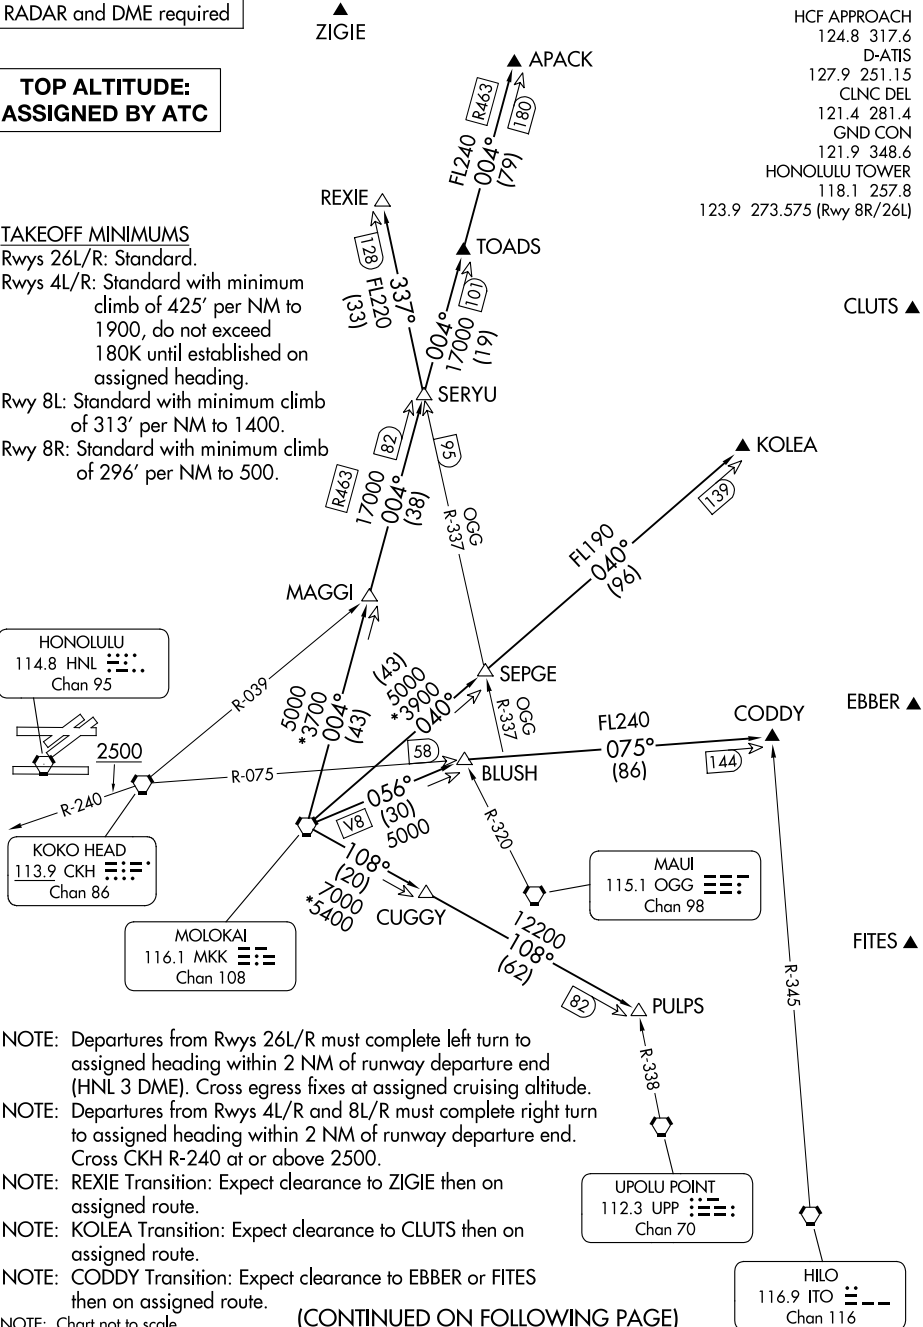 RADAR and DME required
ZIGIE
TOP ALTITUDE:
ASSIGNED BY ATC
HCF APPROACH
124.8 317.6
D-ATIS
127.9 251.15
CLNC DEL
121.4 281.4
GND CON
121.9 348.6
HONOLULU TOWER
118.1 257.8
123.9 273.575 (Rwy 8R/26L)
APACK
R463
180
FL240
004°
(79)
REXIE
128
FL220
(33)
337°
TOADS
101
004°
17000
(19)
TAKEOFF MINIMUMS
Rwys 26L/R: Standard.
Rwys 4L/R: Standard with minimum
climb of 425' per NM to
1900, do not exceed
180K until established on
assigned heading.
Rwy 8L: Standard with minimum climb
of 313' per NM to 1400.
Rwy 8R: Standard with minimum climb
of 296' per NM to 500.
CLUTS
SERYU
82
95
R463
17000
004°
(38)
OGG
R-337
KOLEA
139
FL190
040°
(96)
MAGGI
HONOLULU
114.8 HNL
Chan 95
R-039
5000
*3700
004°
(43)
(43)
5000
*3900
040°
SEPGE
OGG
R-337
EBBER
2500
R-240
R-075
58
BLUSH
FL240
075°
(86)
CODDY
144
V8
056°
(30)
5000
KOKO HEAD
113.9 CKH
Chan 86
108°
(20)
7000
*5400
CUGGY
R-320
MAUI
115.1 OGG
Chan 98
MOLOKAI
116.1 MKK
Chan 108
12200
108°
(62)
82
PULPS
FITES
R-345
R-338
NOTE: Departures from Rwys 26L/R must complete left turn to
assigned heading within 2 NM of runway departure end
(HNL 3 DME). Cross egress fixes at assigned cruising altitude.
NOTE: Departures from Rwys 4L/R and 8L/R must complete right turn
to assigned heading within 2 NM of runway departure end.
Cross CKH R-240 at or above 2500.
NOTE: REXIE Transition: Expect clearance to ZIGIE then on
assigned route.
NOTE: KOLEA Transition: Expect clearance to CLUTS then on
assigned route.
NOTE: CODDY Transition: Expect clearance to EBBER or FITES
then on assigned route.
NOTE: Chart not to scale
UPOLU POINT
112.3 UPP
Chan 70
HILO
116.9 ITO
Chan 116
(CONTINUED ON FOLLOWING PAGE)